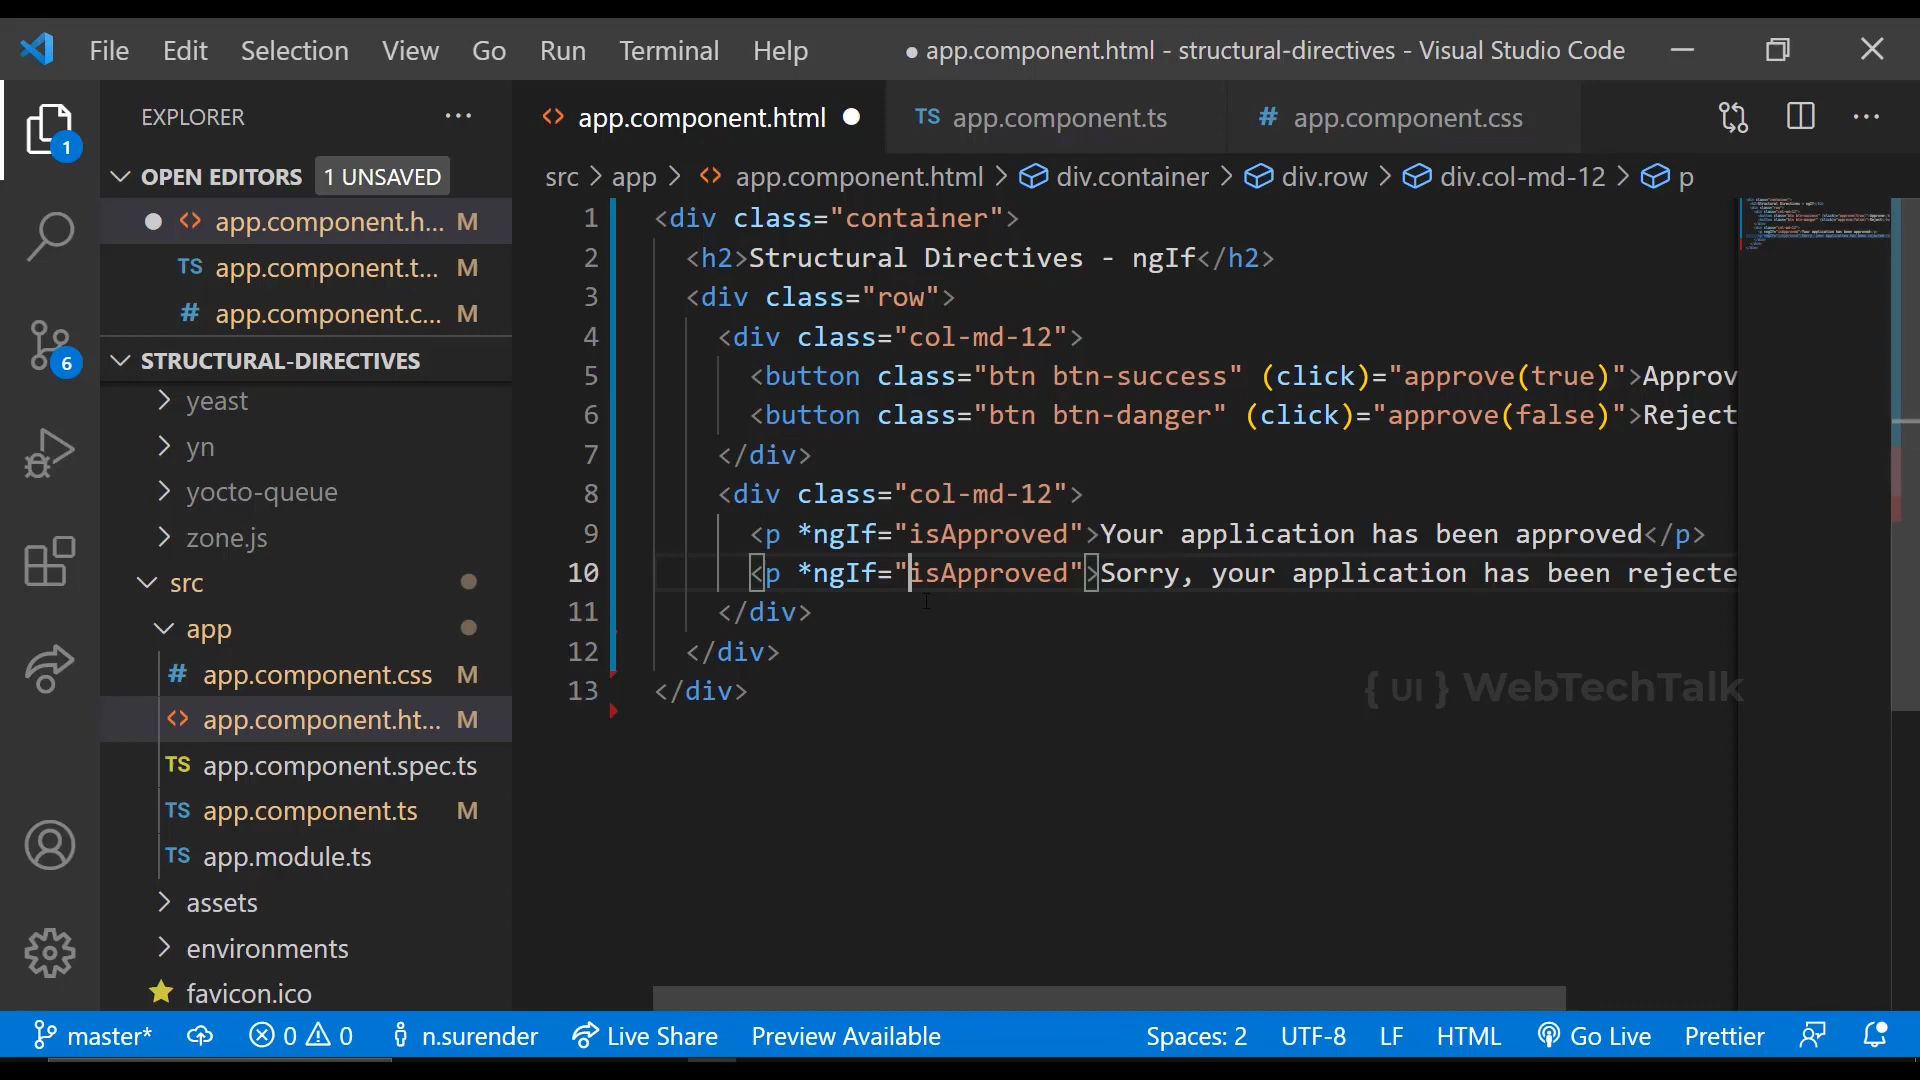 File Edit Selection View Go Run Terminal Help ● app.component.html - structural-directives - Visual Studio Code
EXPLORER
1
OPEN EDITORS 1 UNSAVED
app.component.h... M
TS app.component.t... M
# app.component.c... M
6
STRUCTURAL-DIRECTIVES
yeast
yn
yocto-queue
zone.js
src
app
# app.component.css M
app.component.ht... M
TS app.component.spec.ts
TS app.component.ts M
TS app.module.ts
assets
environments
favicon.ico
app.component.html TS app.component.ts # app.component.css
src > app > app.component.html > div.container > div.row > div.col-md-12 > p
1 <div class="container">
2 <h2>Structural Directives - ngIf</h2>
3 <div class="row">
4 <div class="col-md-12">
5 <button class="btn btn-success" (click)="approve(true)">Approv
6 <button class="btn btn-danger" (click)="approve(false)">Reject
7 </div>
8 <div class="col-md-12">
9 <p *ngIf="isApproved">Your application has been approved</p>
10 <p *ngIf="isApproved">Sorry, your application has been rejecte
11 </div>
12 </div>
13 </div>
{ UI } WebTechTalk
master* 0 0 n.surender Live Share Preview Available Spaces: 2 UTF-8 LF HTML Go Live Prettier